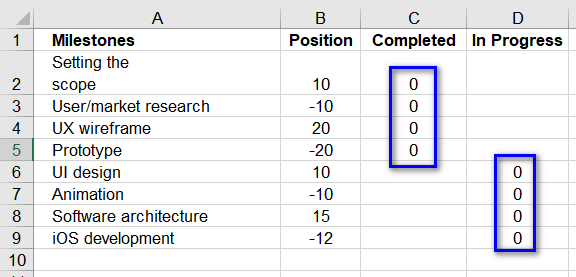 A B C D
1 Milestones Position Completed In Progress
Setting the
2 scope 10 0
3 User/market research -10 0
4 UX wireframe 20 0
5 Prototype -20 0
6 UI design 10 0
7 Animation -10 0
8 Software architecture 15 0
9 iOS development -12 0
10